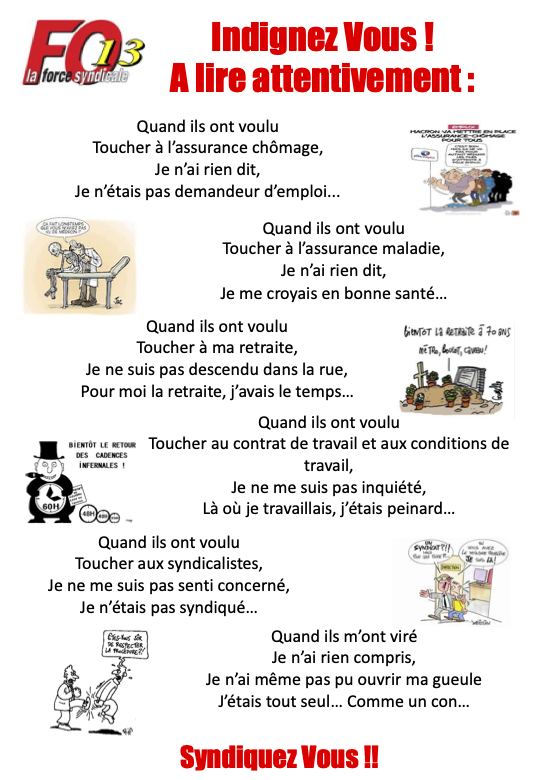 FO13
la force syndicale
Indignez Vous !
A lire attentivement :
Quand ils ont voulu
Toucher à l’assurance chômage,
Je n’ai rien dit,
Je n’étais pas demandeur d’emploi...
EMPLOI
MACRON VA METTRE EN PLACE
L'ASSURANCE-CHÔMAGE
POUR TOUS
ÇA FAIT LONGTEMPS
QUE VOUS N'AVEZ PAS
VU DE MÉDECIN ?
Quand ils ont voulu
Toucher à l’assurance maladie,
Je n’ai rien dit,
Je me croyais en bonne santé…
Quand ils ont voulu
Toucher à ma retraite,
Je ne suis pas descendu dans la rue,
Pour moi la retraite, j’avais le temps…
BIENTOT LA RETRAITE À 70 ANS
MÉTRO, boulot, caveau!
Quand ils ont voulu
Toucher au contrat de travail et aux conditions de
travail,
Je ne me suis pas inquiété,
Là où je travaillais, j’étais peinard…
BIENTÔT LE RETOUR
DES CADENCES
INFERNALES !
60H
48H
Quand ils ont voulu
Toucher aux syndicalistes,
Je ne me suis pas senti concerné,
Je n’étais pas syndiqué…
UN
SYNDICAT ?!!
DIRECTION
ÊTES-VOUS SÛR
DE RESPECTER
LA PROCÉDURE ?!
Quand ils m’ont viré
Je n’ai rien compris,
Je n’ai même pas pu ouvrir ma gueule
J’étais tout seul… Comme un con…
Syndiquez Vous !!